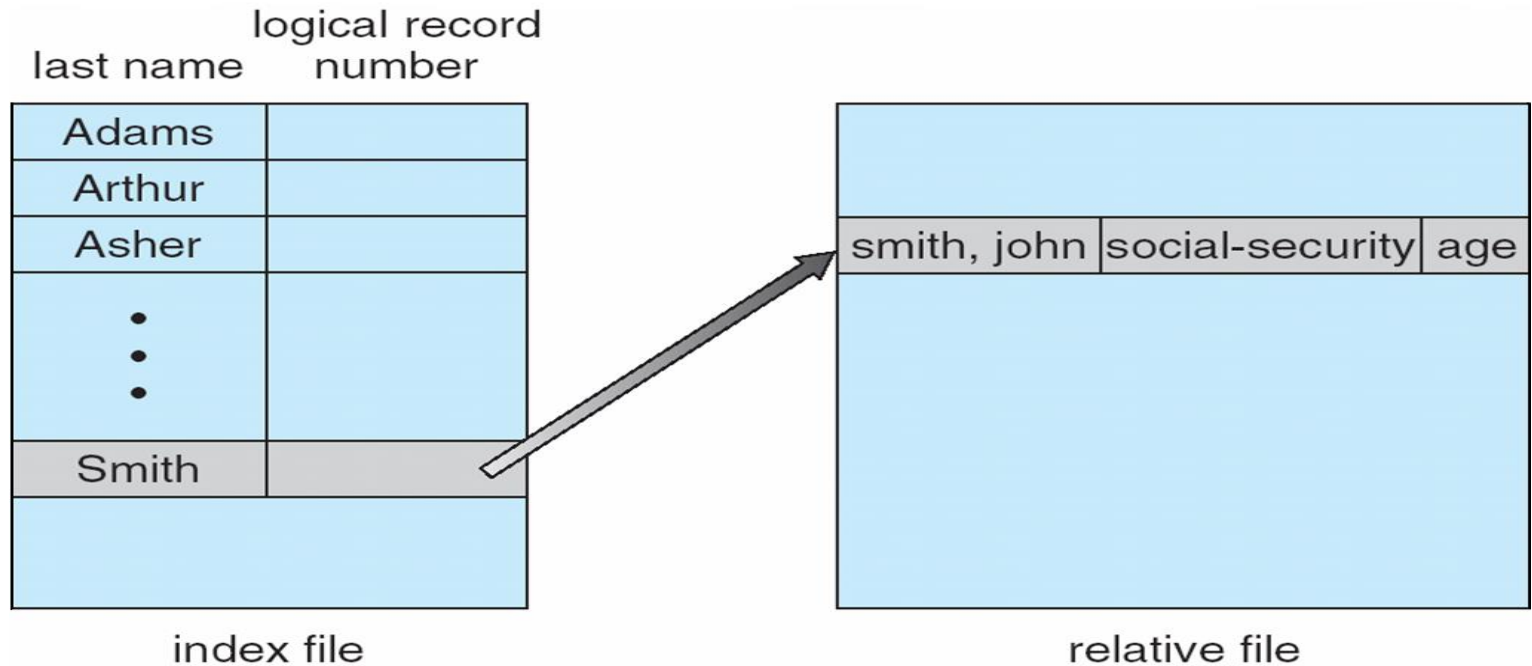 logical record
last name number
Adams
Arthur
Asher
Smith
smith, john social-security age
index file
relative file